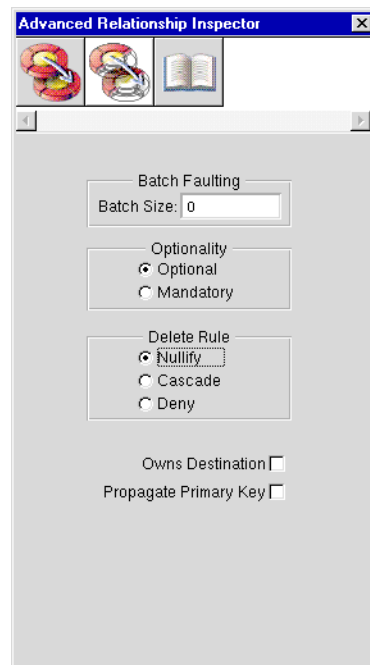 Advanced Relationship Inspector
Batch Faulting
Batch Size: 0
Optionality
Optional
Mandatory
Delete Rule
Nullify
Cascade
Deny
Owns Destination
Propagate Primary Key